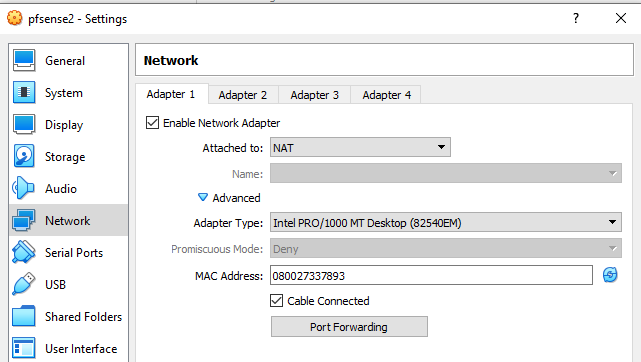 pfsense2 - Settings
?
General
System
Display
Storage
Audio
Network
Serial Ports
USB
Shared Folders
User Interface
Network
Adapter 1 Adapter 2 Adapter 3 Adapter 4
Enable Network Adapter
Attached to: NAT
Name:
Advanced
Adapter Type: Intel PRO/1000 MT Desktop (82540EM)
Promiscuous Mode: Deny
MAC Address: 080027337893
Cable Connected
Port Forwarding